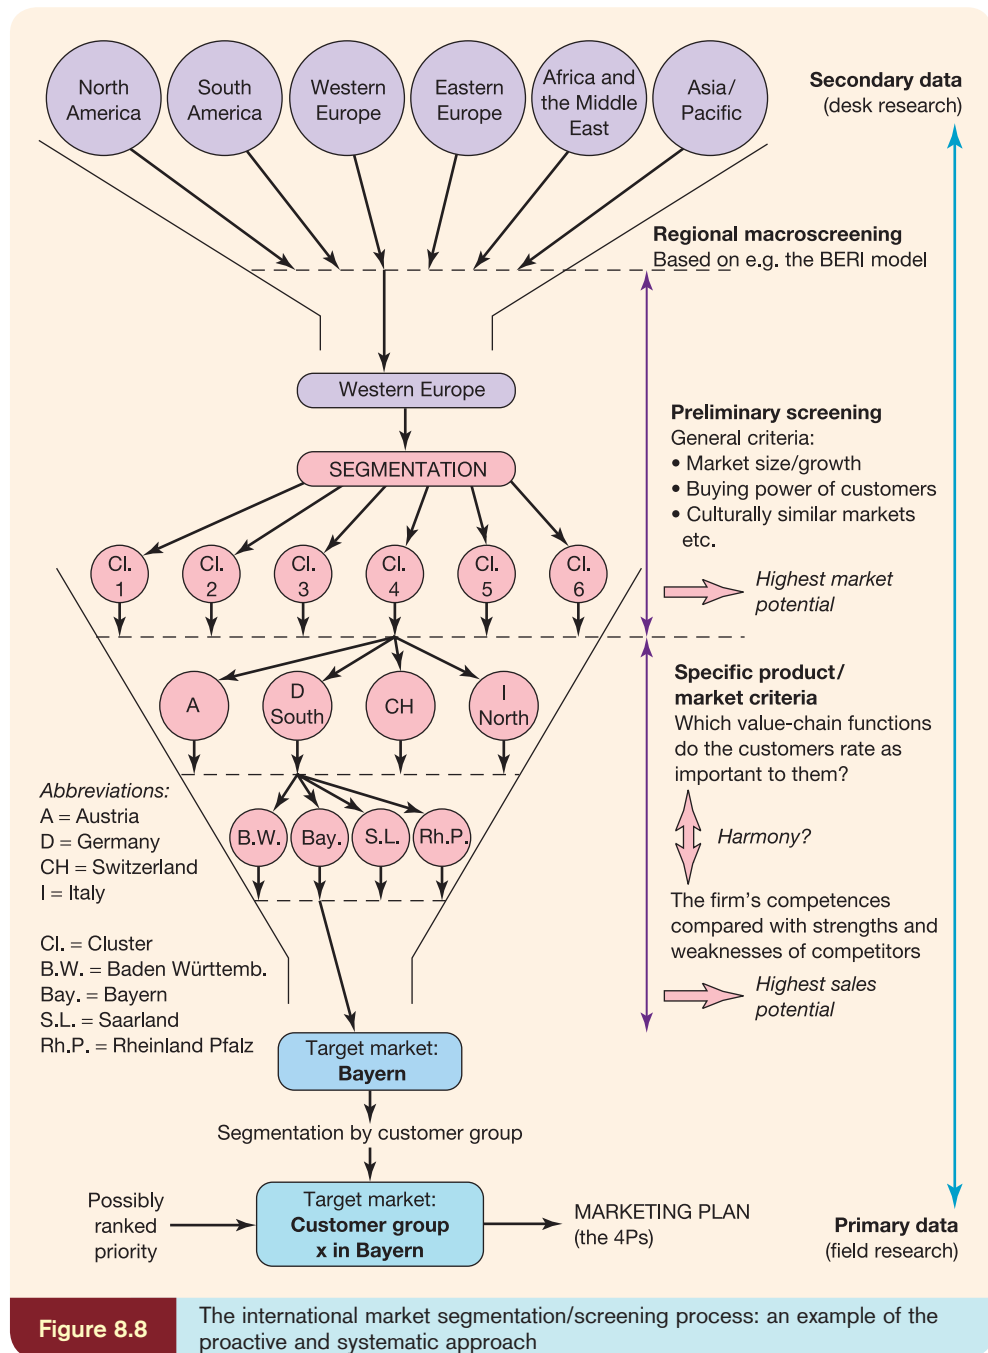 North
America
South
America
Western
Europe
Eastern
Europe
Africa and
the Middle
East
Asia/
Pacific
Secondary data
(desk research)
Regional macroscreening
Based on e.g. the BERI model
Western Europe
SEGMENTATION
Preliminary screening
General criteria:
• Market size/growth
• Buying power of customers
• Culturally similar markets
etc.
Highest market
potential
Cl.
1
Cl.
2
Cl.
3
Cl.
4
Cl.
5
Cl.
6
A
D
South
CH
I
North
Specific product/
market criteria
Which value-chain functions
do the customers rate as
important to them?
Harmony?
The firm's competences
compared with strengths and
weaknesses of competitors
Highest sales
potential
B.W.
Bay.
S.L.
Rh.P.
Abbreviations:
A = Austria
D = Germany
CH = Switzerland
I = Italy
Cl. = Cluster
B.W. = Baden Württemb.
Bay. = Bayern
S.L. = Saarland
Rh.P. = Rheinland Pfalz
Target market:
Bayern
Segmentation by customer group
Possibly
ranked
priority
Target market:
Customer group
x in Bayern
MARKETING PLAN
(the 4Ps)
Primary data
(field research)
Figure 8.8
The international market segmentation/screening process: an example of the
proactive and systematic approach